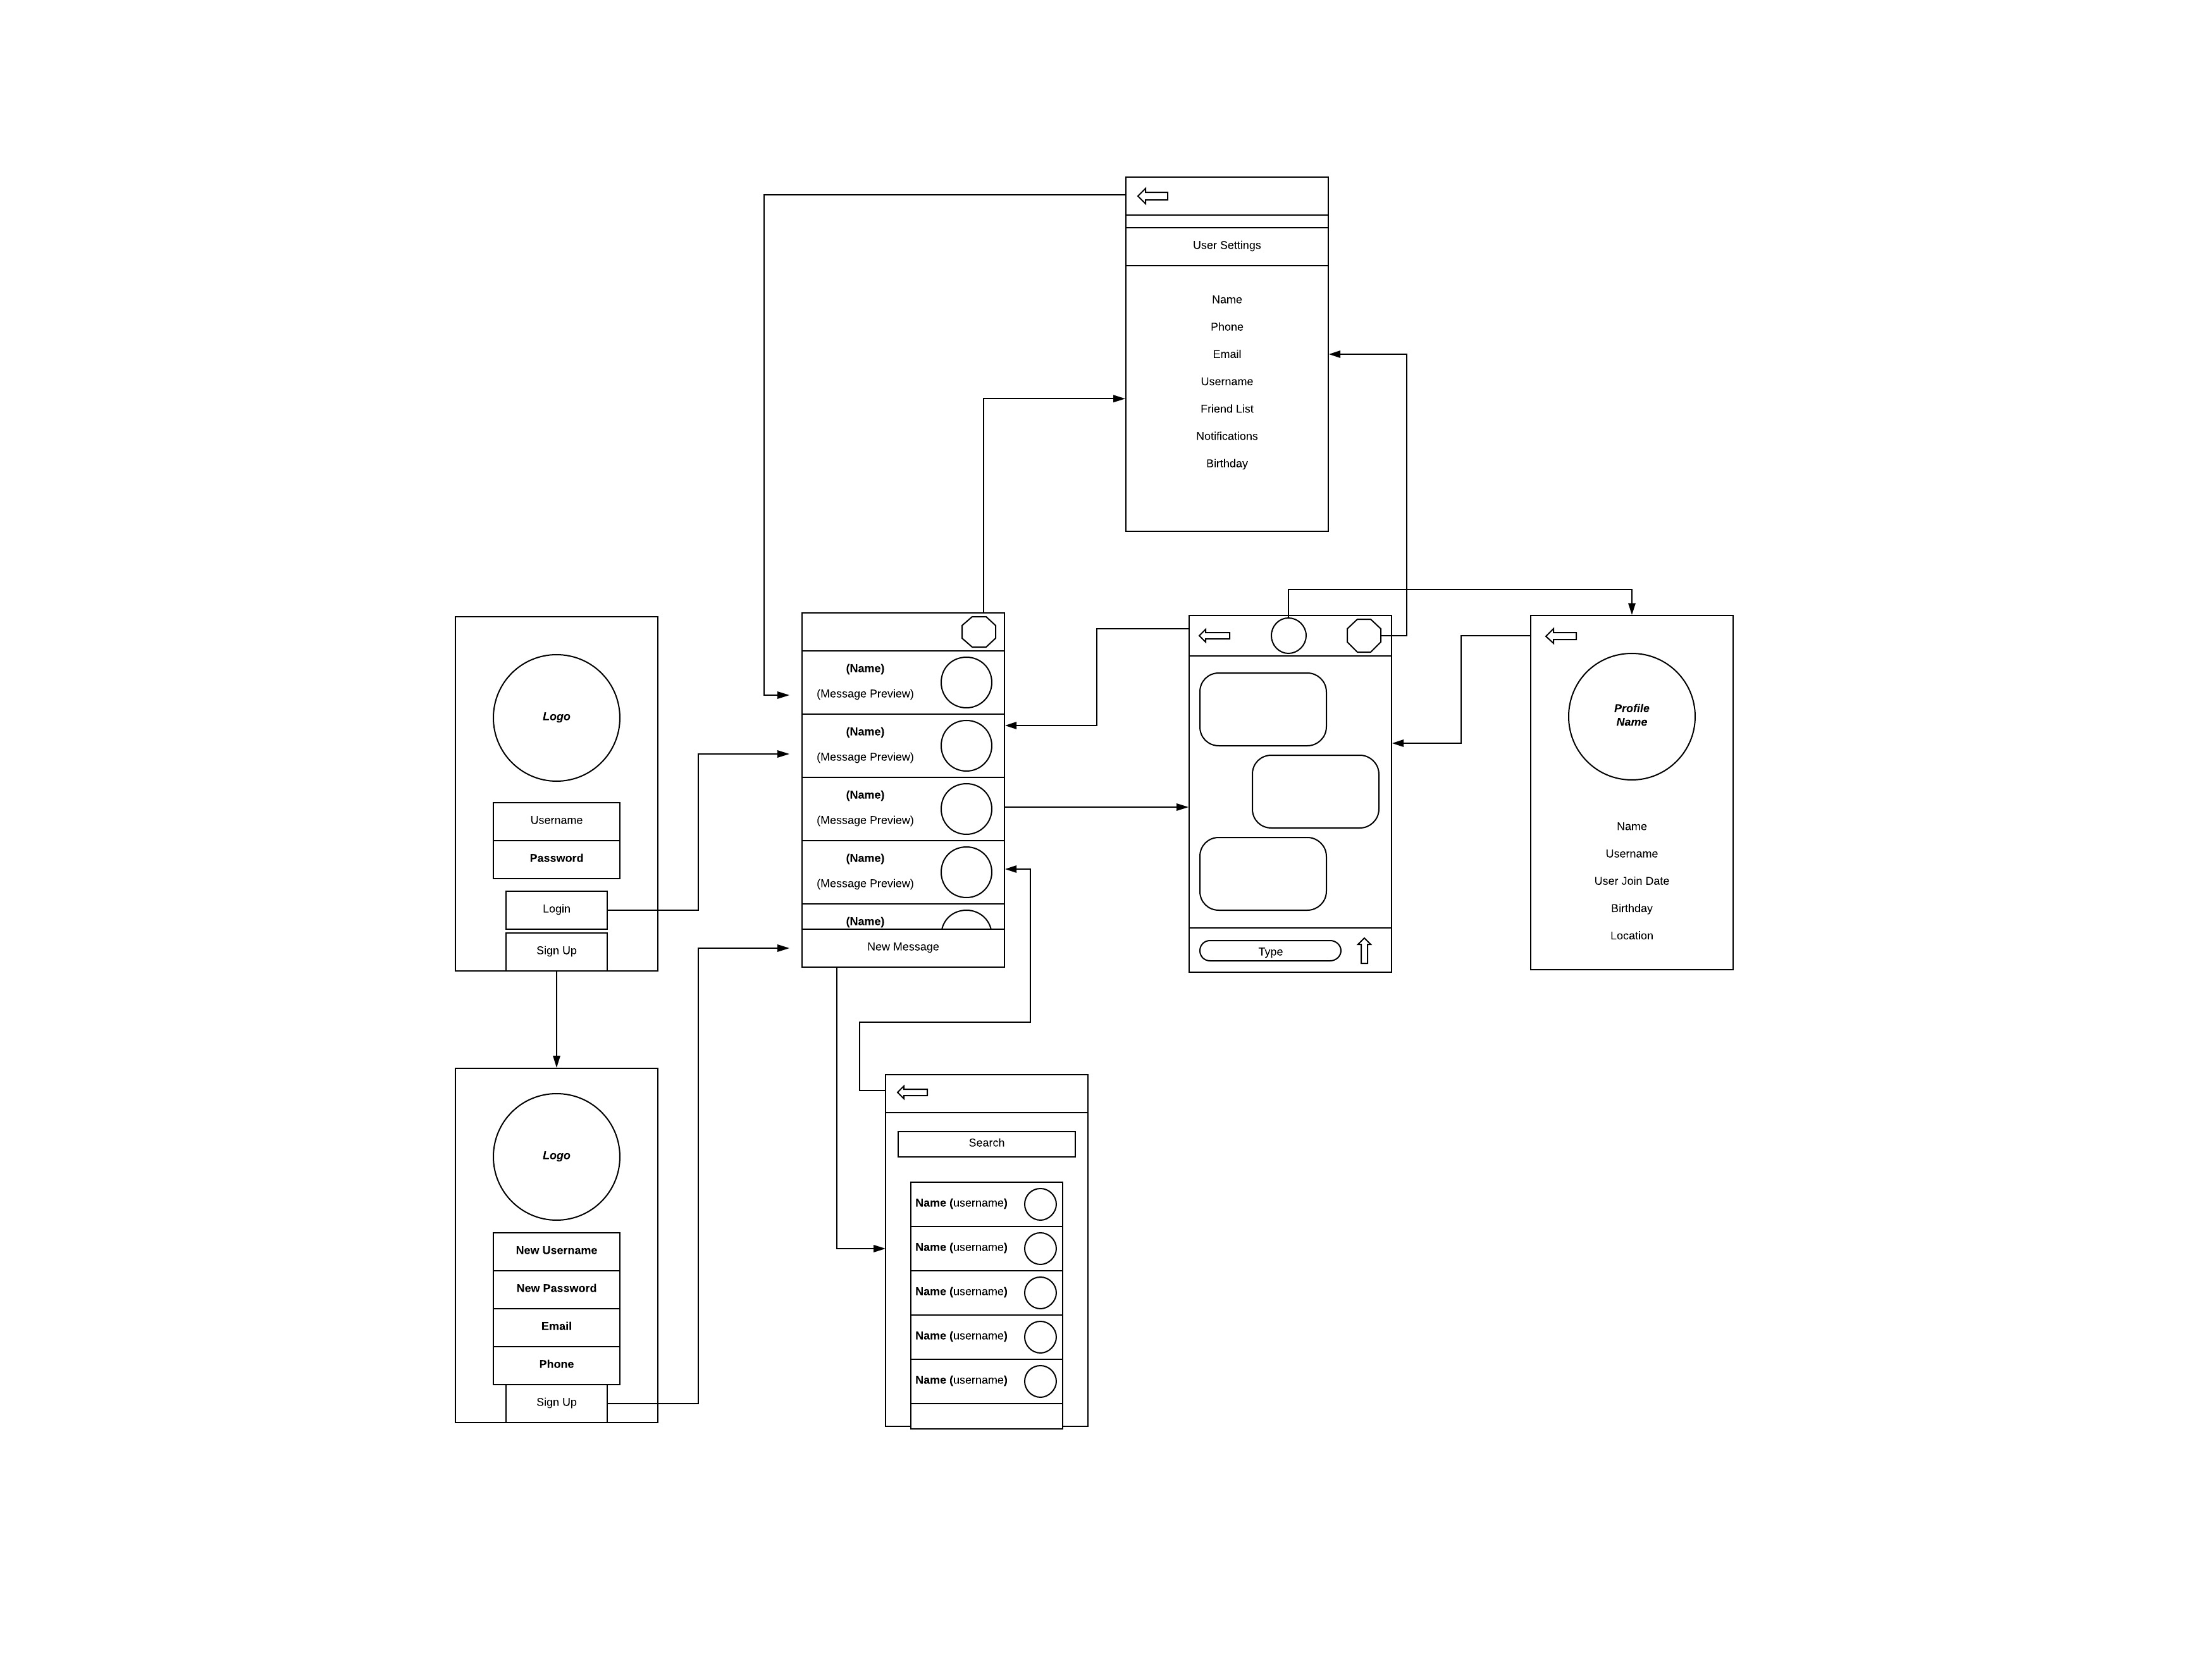 User Settings
Name
Phone
Email
Username
Friend List
Notifications
Birthday
Logo
Username
Password
Login
Sign Up
(Name)
(Message Preview)
(Name)
(Message Preview)
(Name)
(Message Preview)
(Name)
(Message Preview)
(Name)
New Message
Type
Profile
Name
Name
Username
User Join Date
Birthday
Location
Logo
New Username
New Password
Email
Phone
Sign Up
Search
Name (username)
Name (username)
Name (username)
Name (username)
Name (username)